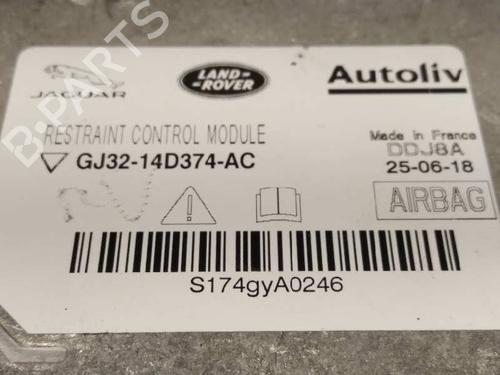 JAGUAR
LAND-
-ROVER
Autoliv
RESTRAINT CONTROL MODULE
GJ32-14D374-AC
Made in France
DDJ8A
25-06-18
AIRBAG
S174gyA0246
B-PARTS